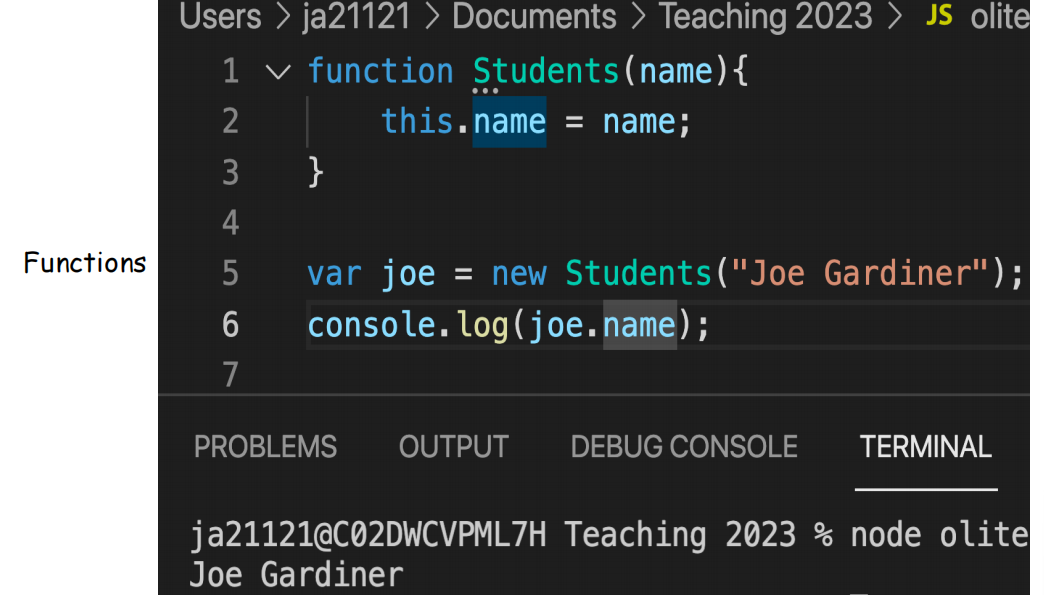 Users > ja21121 > Documents > Teaching 2023 > JS olite
1 function Students(name){
2 this.name = name;
3 }
4
Functions
5 var joe = new Students("Joe Gardiner");
6 console.log(joe.name);
7
PROBLEMS OUTPUT DEBUG CONSOLE TERMINAL
ja21121@C02DWCVPML7H Teaching 2023 % node olite
Joe Gardiner